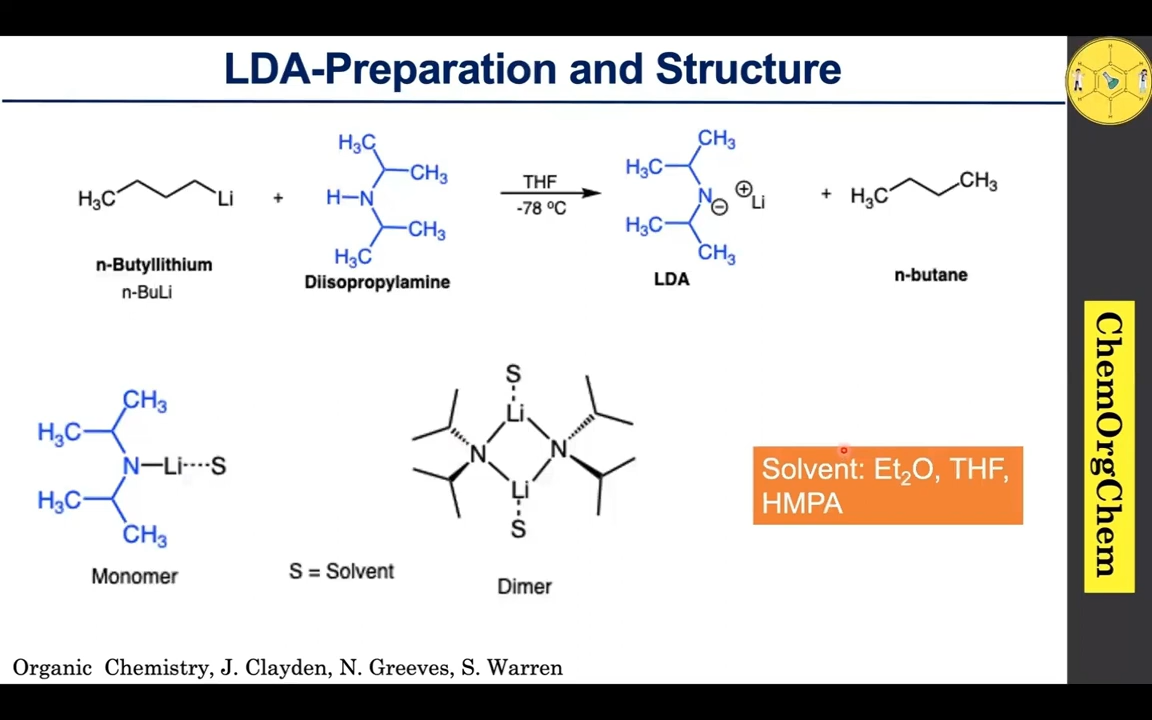 LDA-Preparation and Structure
H₃C
Li
+
H₃C
CH₃
H–N
CH₃
H₃C
THF
-78 ºC
CH₃
H₃C
N
⊖
⊕
Li
H₃C
CH₃
+
H₃C
CH₃
n-Butyllithium
n-BuLi
Diisopropylamine
LDA
n-butane
CH₃
H₃C
N–Li····S
H₃C
CH₃
Monomer
S = Solvent
S
Li
N
N
Li
S
Dimer
Solvent: Et₂O, THF,
HMPA
ChemOrgChem
Organic Chemistry, J. Clayden, N. Greeves, S. Warren